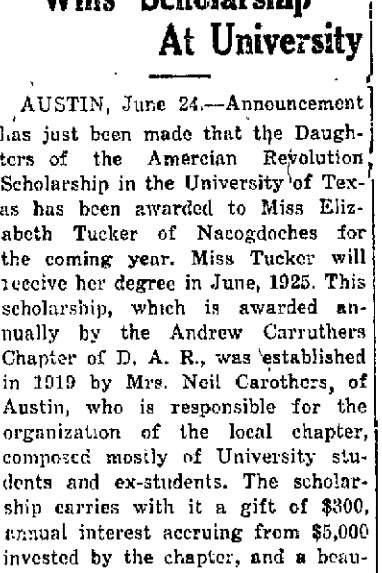 Wins Scholarship
At University
AUSTIN, June 24.—Announcement
has just been made that the Daugh-
ters of the Amercian Revolution
Scholarship in the University of Tex-
as has been awarded to Miss Eliz-
abeth Tucker of Nacogdoches for
the coming year. Miss Tucker will
receive her degree in June, 1925. This
scholarship, which is awarded an-
nually by the Andrew Carruthers
Chapter of D. A. R., was established
in 1919 by Mrs. Neil Carothers, of
Austin, who is responsible for the
organization of the local chapter,
composed mostly of University stu-
dents and ex-students. The scholar-
ship carries with it a gift of $300,
annual interest accruing from $5,000
invested by the chapter, and a beau-